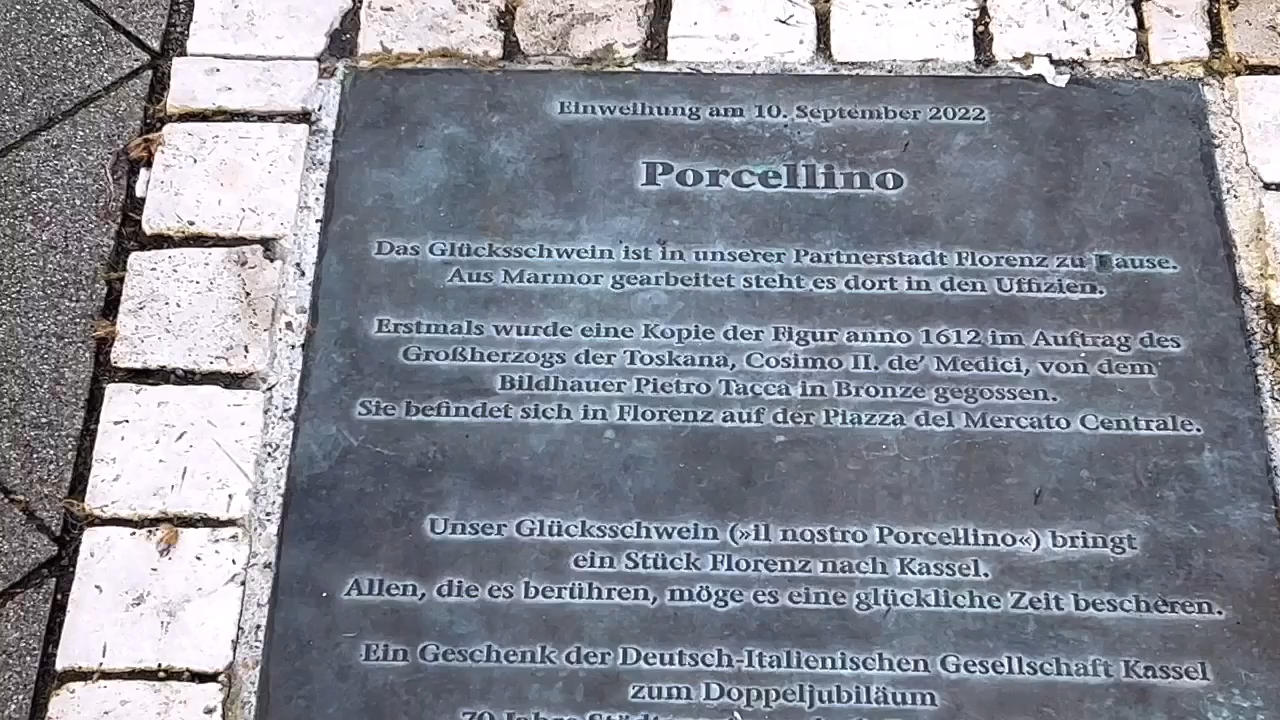 Einweihung am 10. September 2022
Porcellino
Das Glücksschwein ist in unserer Partnerstadt Florenz zu Hause.
Aus Marmor gearbeitet steht es dort in den Uffizien.
Erstmals wurde eine Kopie der Figur anno 1612 im Auftrag des
Großherzogs der Toskana, Cosimo II. de’ Medici, von dem
Bildhauer Pietro Tacca in Bronze gegossen.
Sie befindet sich in Florenz auf der Piazza del Mercato Centrale.
Unser Glücksschwein (»il nostro Porcellino«) bringt
ein Stück Florenz nach Kassel.
Allen, die es berühren, möge es eine glückliche Zeit bescheren.
Ein Geschenk der Deutsch-Italienischen Gesellschaft Kassel
zum Doppeljubiläum
70 Jahre